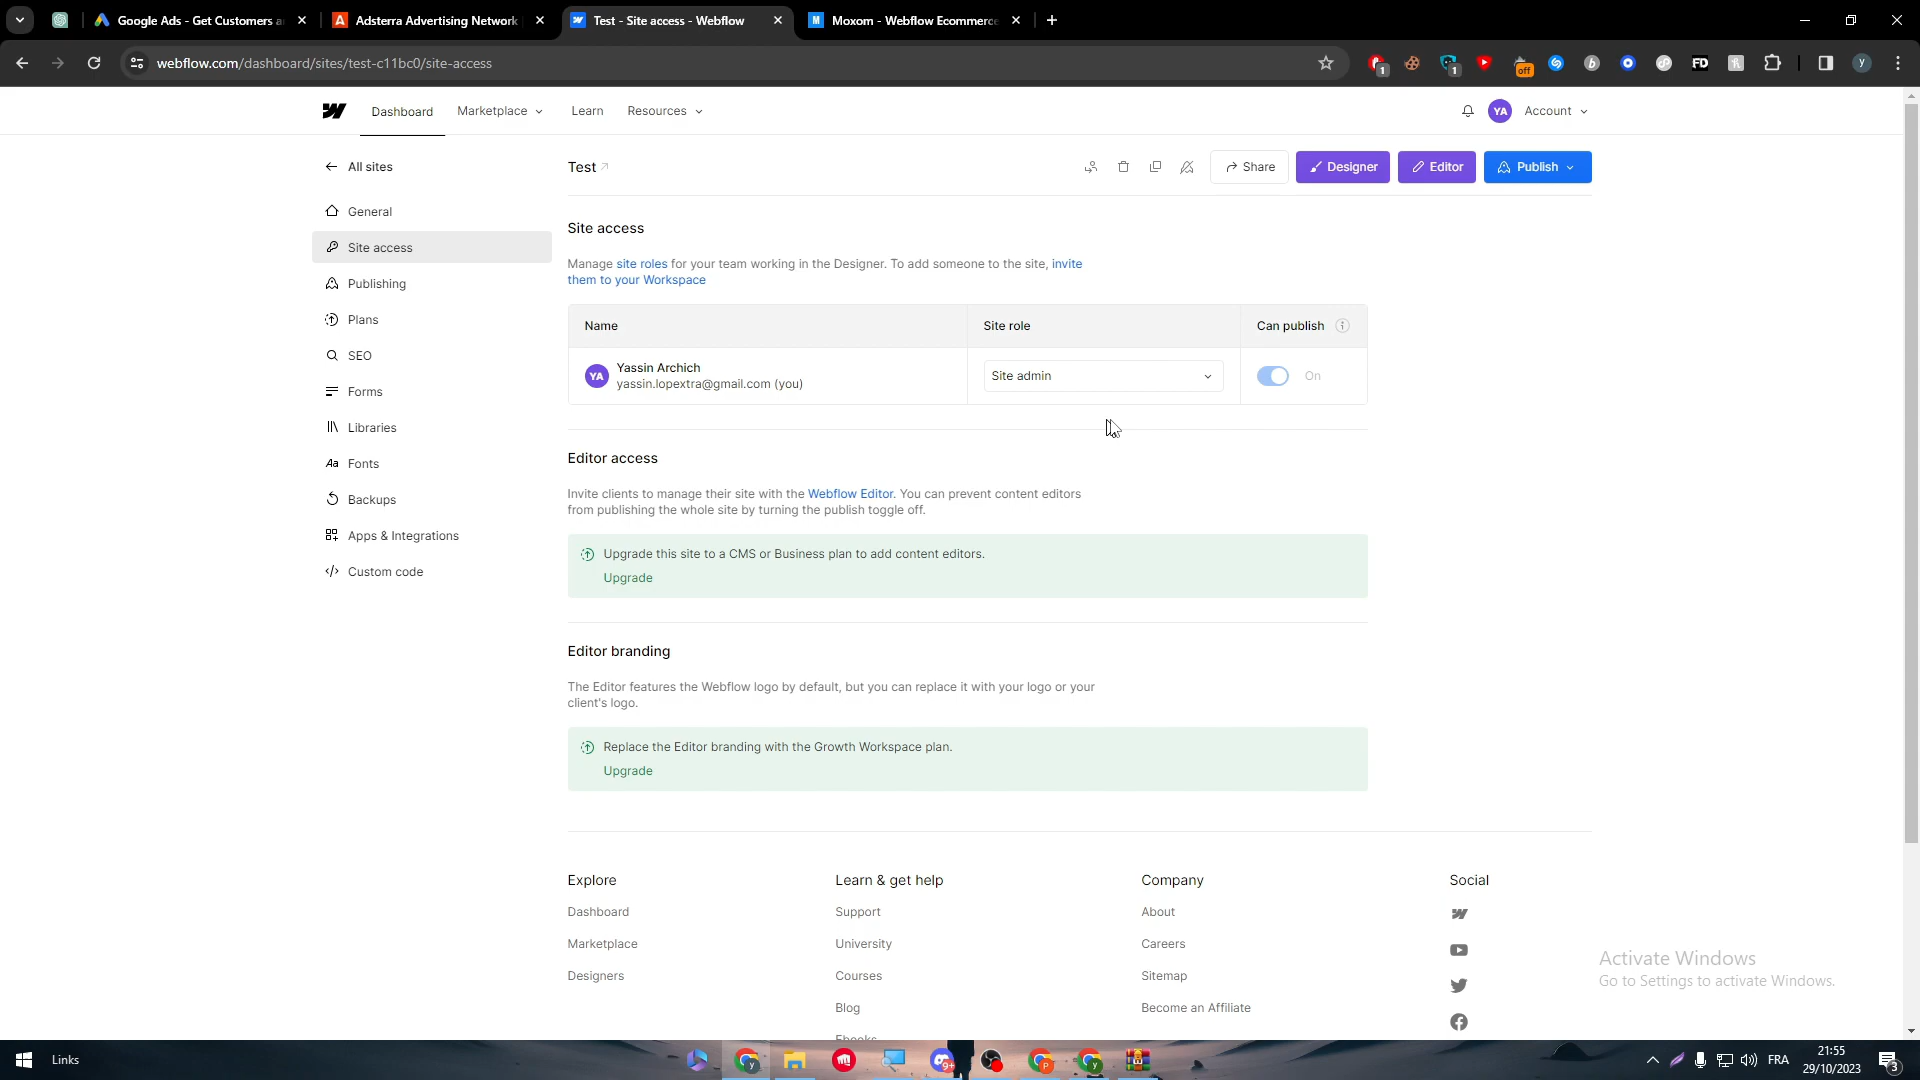 Google Ads - Get Customers a
Adsterra Advertising Network
Test - Site access - Webflow
Moxom - Webflow Ecommerce
webflow.com/dashboard/sites/test-c11bc0/site-access
1
1
off
b
FD
y
Dashboard
Marketplace
Learn
Resources
YA
Account
All sites
Test
Share
Designer
Editor
Publish
General
Site access
Publishing
Plans
SEO
Forms
Libraries
Aa Fonts
Backups
Apps & Integrations
Custom code
Site access
Manage site roles for your team working in the Designer. To add someone to the site, invite
them to your Workspace
Name
Site role
Can publish
YA
Yassin Archich
yassin.lopextra@gmail.com (you)
Site admin
On
Editor access
Invite clients to manage their site with the Webflow Editor. You can prevent content editors
from publishing the whole site by turning the publish toggle off.
Upgrade this site to a CMS or Business plan to add content editors.
Upgrade
Editor branding
The Editor features the Webflow logo by default, but you can replace it with your logo or your
client's logo.
Replace the Editor branding with the Growth Workspace plan.
Upgrade
Explore
Dashboard
Marketplace
Designers
Learn & get help
Support
University
Courses
Blog
Ebooks
Company
About
Careers
Sitemap
Become an Affiliate
Social
Activate Windows
Go to Settings to activate Windows.
Links
9+
FRA
21:55
29/10/2023
3